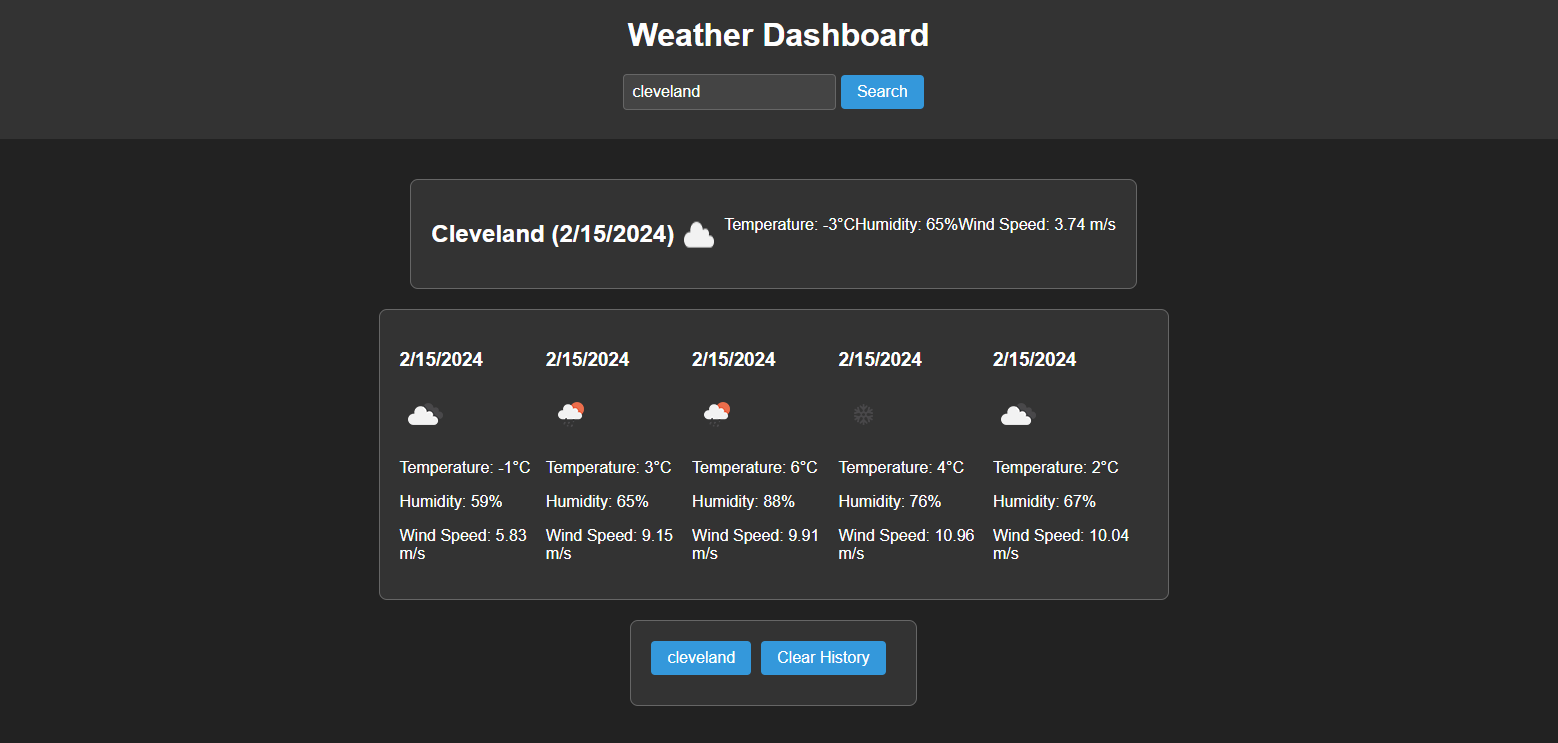 Weather Dashboard
cleveland
Search
Cleveland (2/15/2024)
Temperature: -3°CHumidity: 65%Wind Speed: 3.74 m/s
2/15/2024
Temperature: -1°C
Humidity: 59%
Wind Speed: 5.83
m/s
2/15/2024
Temperature: 3°C
Humidity: 65%
Wind Speed: 9.15
m/s
2/15/2024
Temperature: 6°C
Humidity: 88%
Wind Speed: 9.91
m/s
2/15/2024
Temperature: 4°C
Humidity: 76%
Wind Speed: 10.96
m/s
2/15/2024
Temperature: 2°C
Humidity: 67%
Wind Speed: 10.04
m/s
cleveland
Clear History